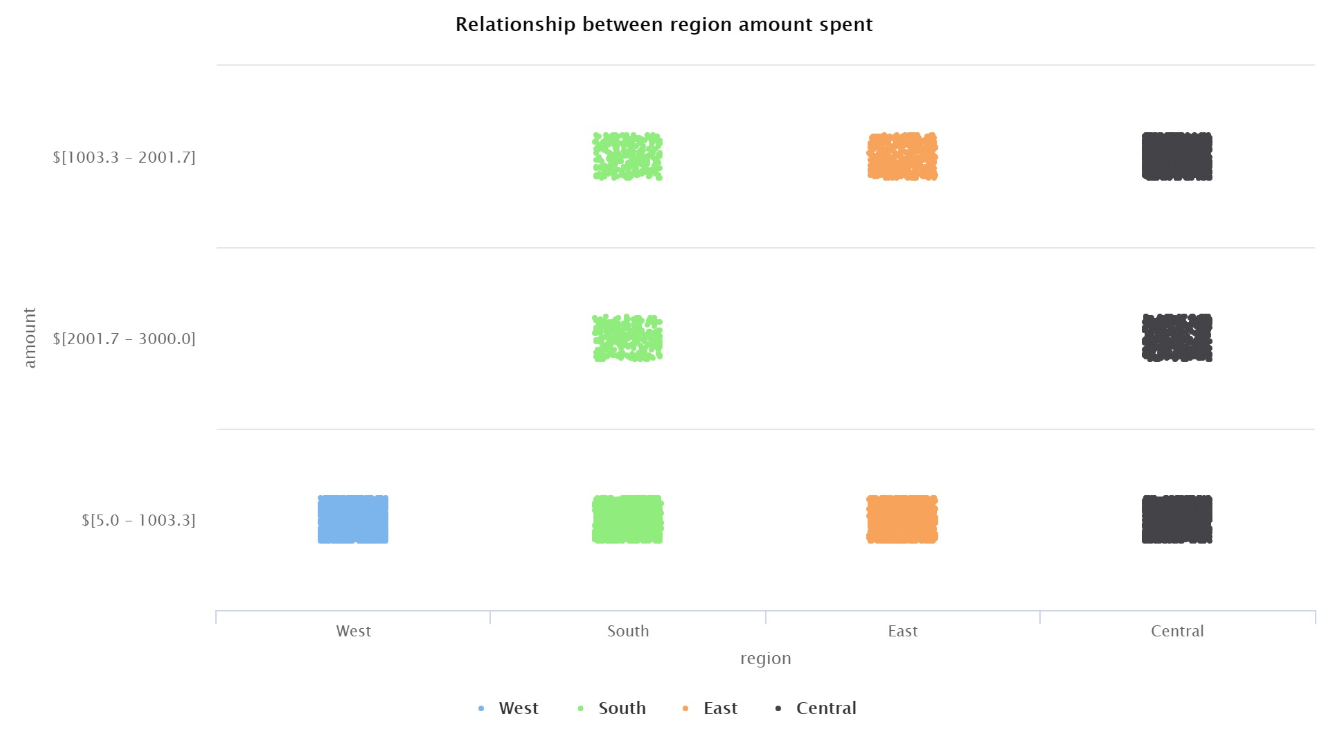 Relationship between region amount spent
$[1003.3 – 2001.7]
amount
$[2001.7 – 3000.0]
$[5.0 – 1003.3]
West South East Central
region
West South East Central